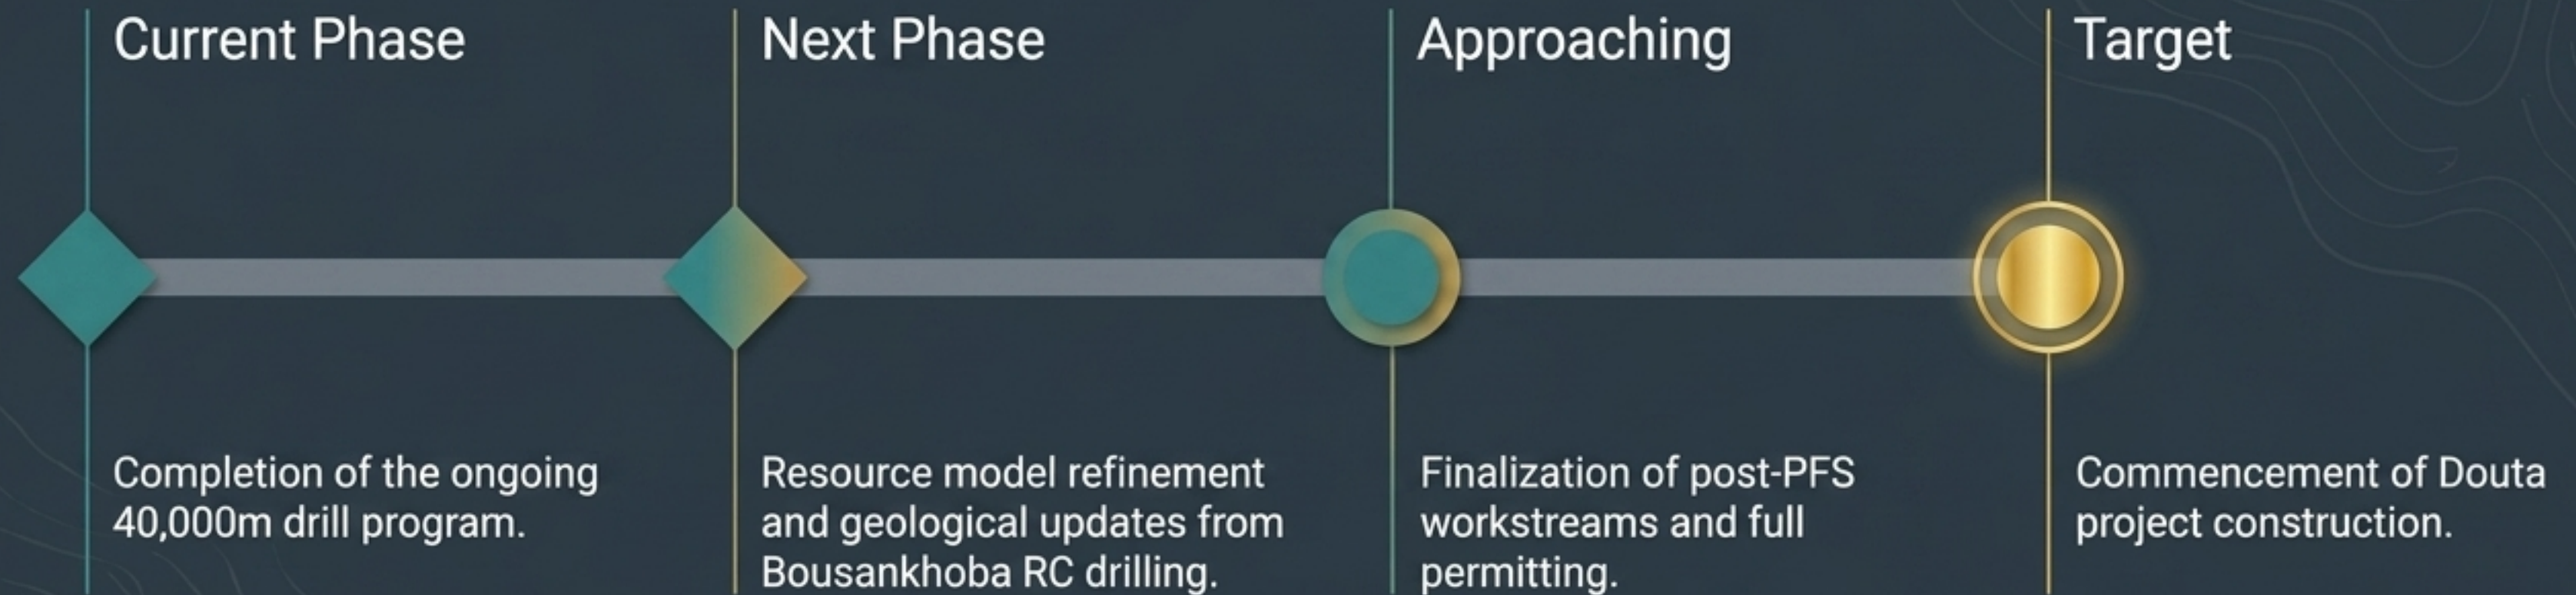 Current Phase
Next Phase
Approaching
Target
Completion of the ongoing
40,000m drill program.
Resource model refinement
and geological updates from
Bousankhoba RC drilling.
Finalization of post-PFS
workstreams and full
permitting.
Commencement of Douta
project construction.